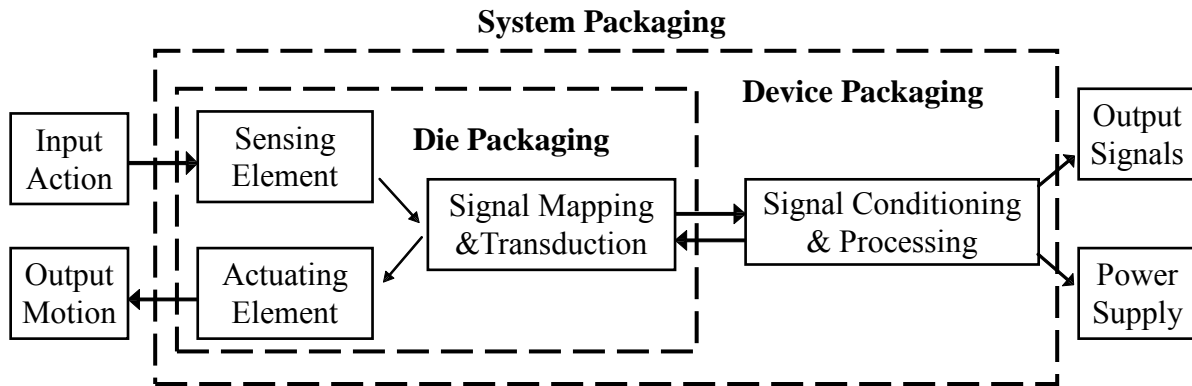 System Packaging
Device Packaging
Die Packaging
Input
Action
Sensing
Element
Signal Mapping
&Transduction
Signal Conditioning
& Processing
Output
Signals
Output
Motion
Actuating
Element
Power
Supply